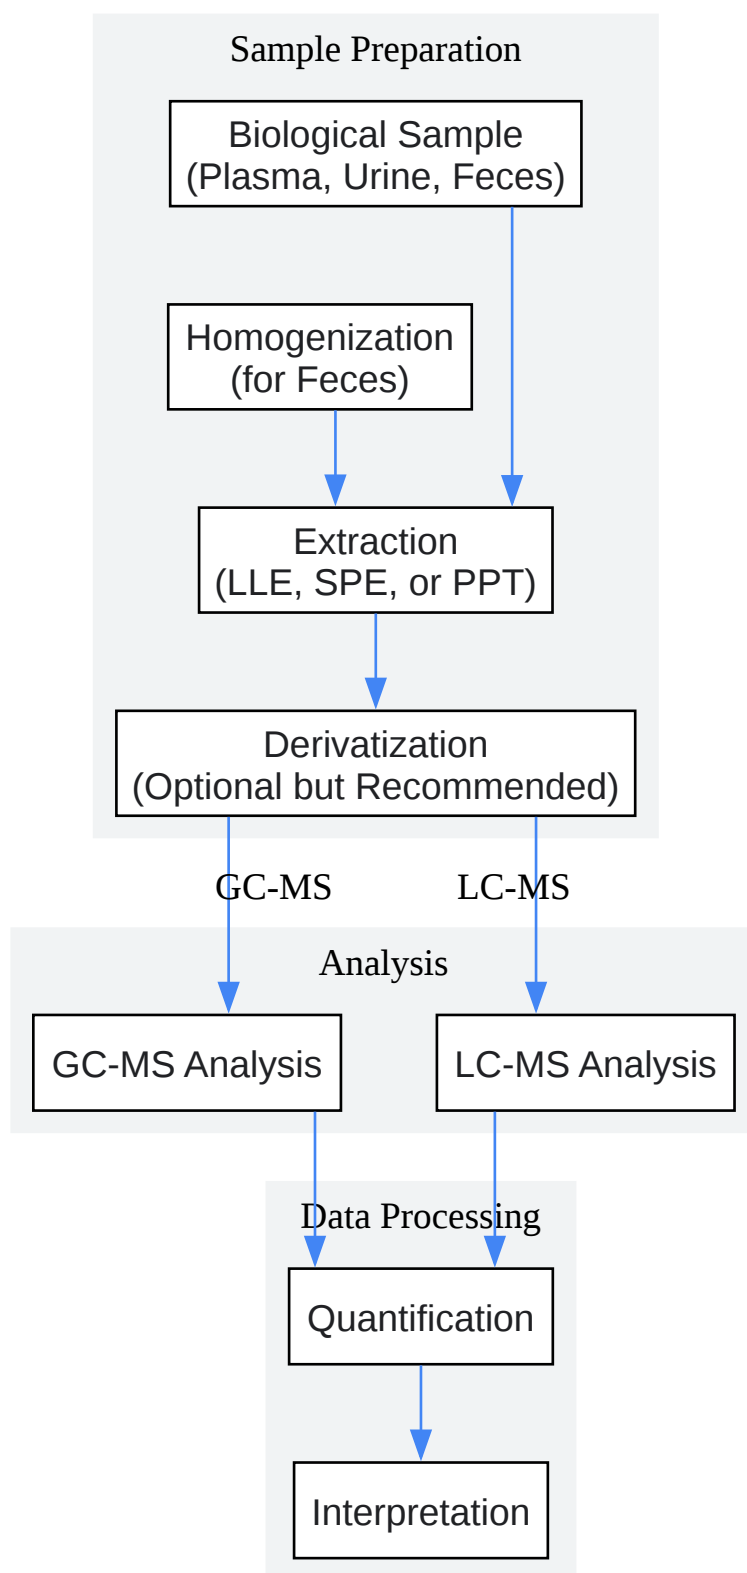 Sample Preparation
Biological Sample
(Plasma, Urine, Feces)
Homogenization
(for Feces)
Extraction
(LLE, SPE, or PPT)
Derivatization
(Optional but Recommended)
GC-MS
LC-MS
Analysis
GC-MS Analysis
LC-MS Analysis
Data Processing
Quantification
Interpretation